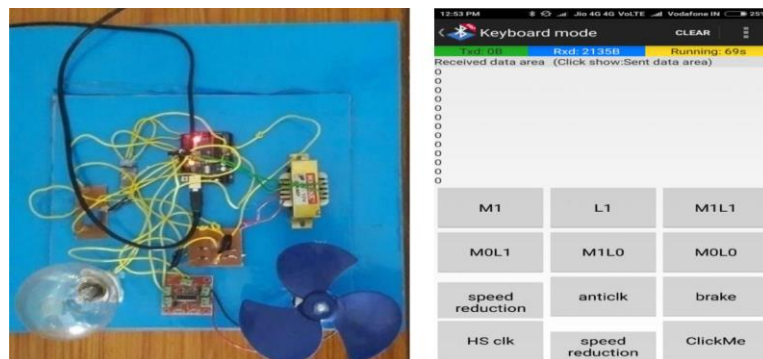 12:53 PM Jio 4G 4G VoLTE Vodafone IN 25%
Keyboard mode CLEAR
Txd: 0B Rxd: 2135B Running: 69s
Received data area (Click show:Sent data area)
0
0
0
0
0
0
0
0
0
0
0
0
0
M1 L1 M1L1
M0L1 M1L0 M0L0
speed reduction anticlk brake
HS clk speed reduction ClickMe